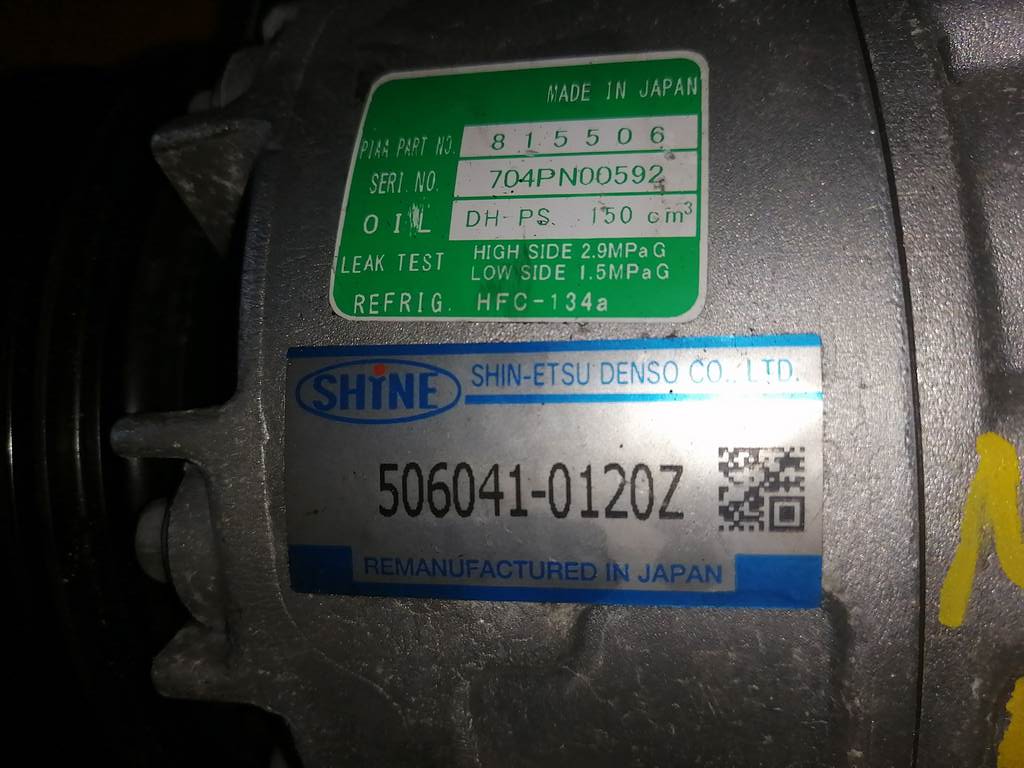 MADE IN JAPAN
PIAA PART NO. 815506
SERI NO. 704PN00592
OIL DH-PS 150 cm³
LEAK TEST HIGH SIDE 2.9MPaG
LOW SIDE 1.5MPaG
REFRIG. HFC-134a
SHINE SHIN-ETSU DENSO CO., LTD.
506041-0120Z
REMANUFACTURED IN JAPAN